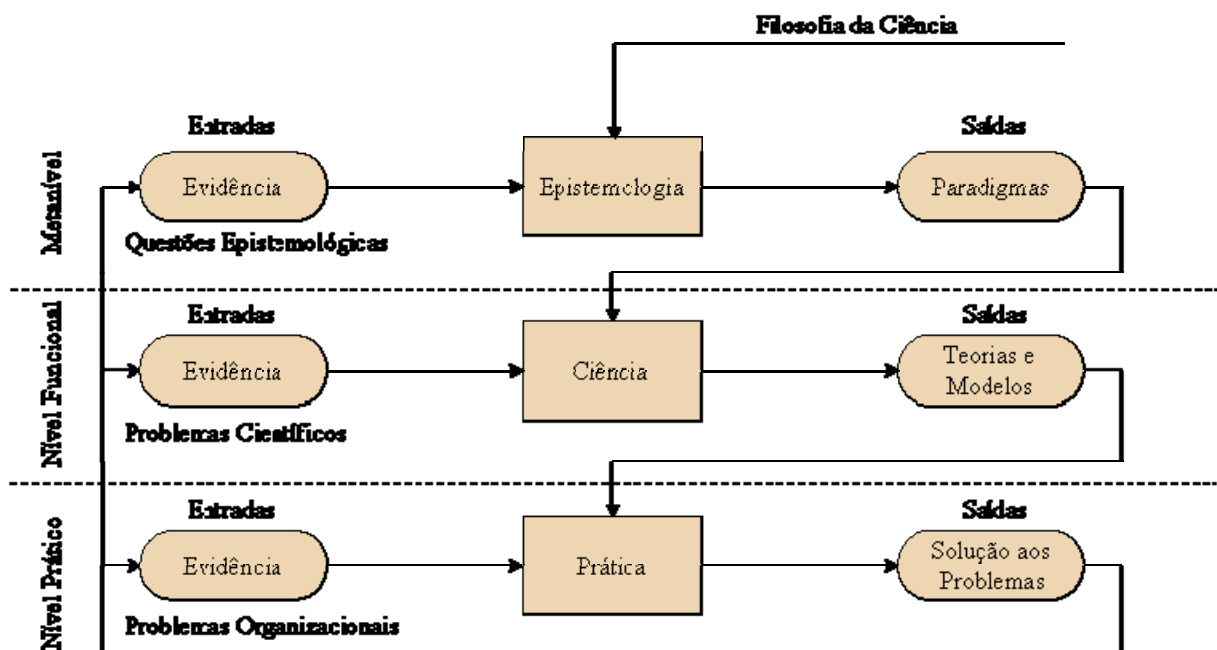 Filosofia da Ciência
Metanível
Entradas
Saídas
Evidência
Epistemologia
Paradigmas
Questões Epistemológicas
Nível Funcional
Entradas
Saídas
Evidência
Ciência
Teorias e
Modelos
Problemas Científicos
Nível Prático
Entradas
Saídas
Evidência
Prática
Solução aos
Problemas
Problemas Organizacionais